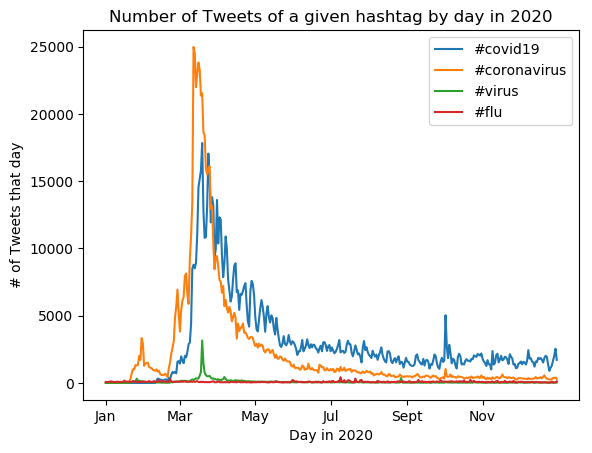 Number of Tweets of a given hashtag by day in 2020
# of Tweets that day
25000
20000
15000
10000
5000
0
#covid19
#coronavirus
#virus
#flu
Jan Mar May Jul Sept Nov
Day in 2020